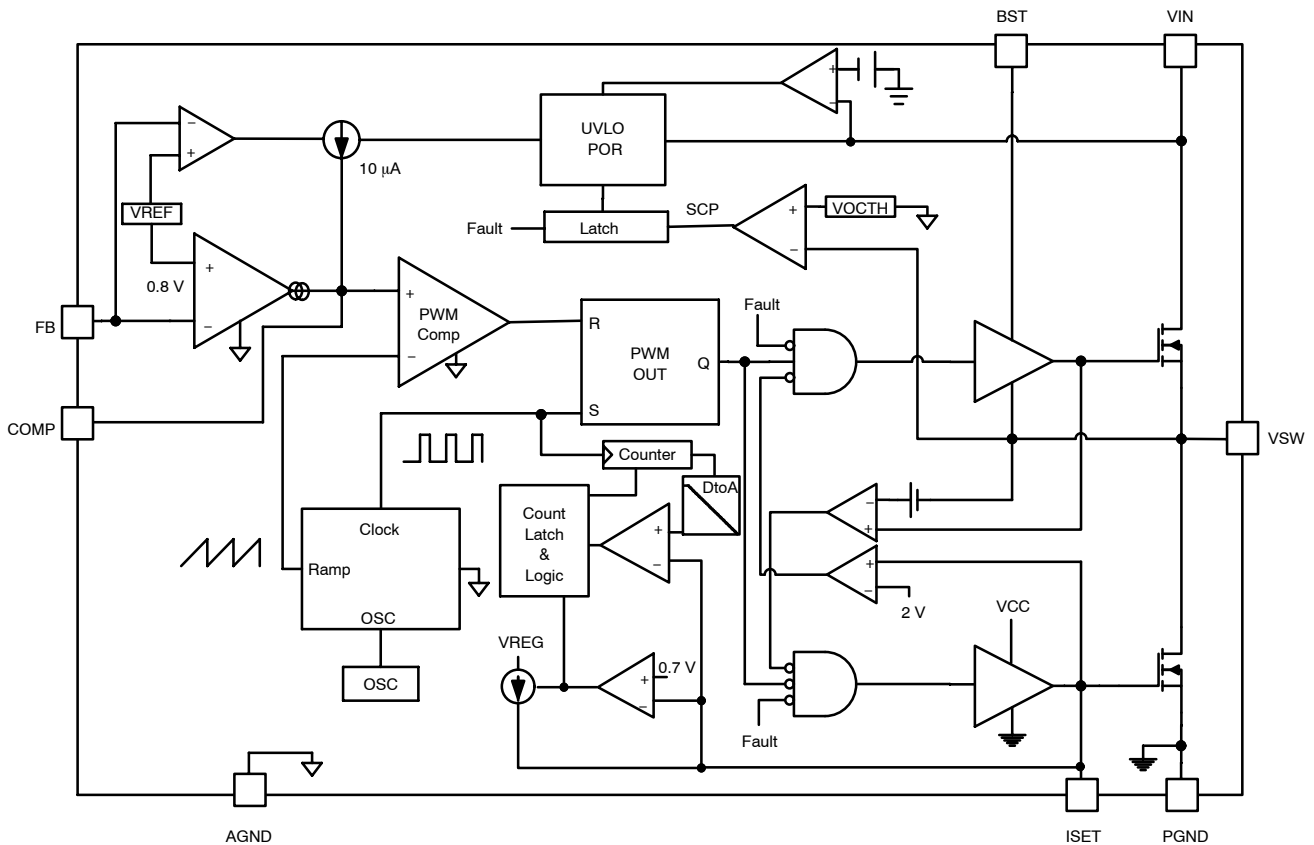 BST
VIN
UVLO
POR
10 µA
VREF
SCP
VOCTH
Fault
Latch
0.8 V
FB
PWM
Comp
R
PWM
OUT
Q
S
Fault
COMP
VSW
Counter
DtoA
Count
Latch
&
Logic
Clock
Ramp
OSC
OSC
2 V
VCC
VREG
0.7 V
Fault
AGND
ISET
PGND